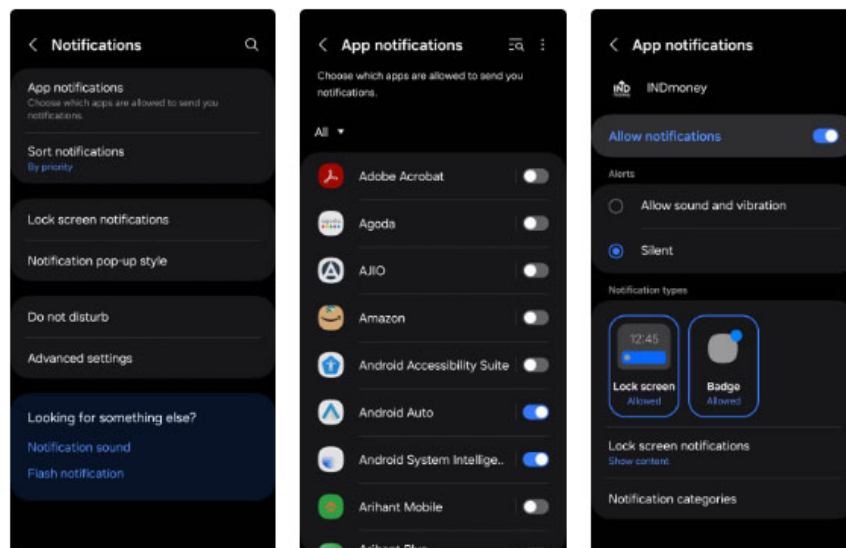 Notifications
App notifications
Choose which apps are allowed to send you
notifications.
Sort notifications
By priority
Lock screen notifications
Notification pop-up style
Do not disturb
Advanced settings
Looking for something else?
Notification sound
Flash notification
App notifications
Choose which apps are allowed to send you
notifications.
All
Adobe Acrobat
agoda
Agoda
AJIO
Amazon
Android Accessibility Suite
Android Auto
Android System Intellige..
Arihant Mobile
Arihant Plus
App notifications
IND
INDmoney
Allow notifications
Alerts
Allow sound and vibration
Silent
Notification types
12:45
Lock screen
Allowed
Badge
Allowed
Lock screen notifications
Show content
Notification categories